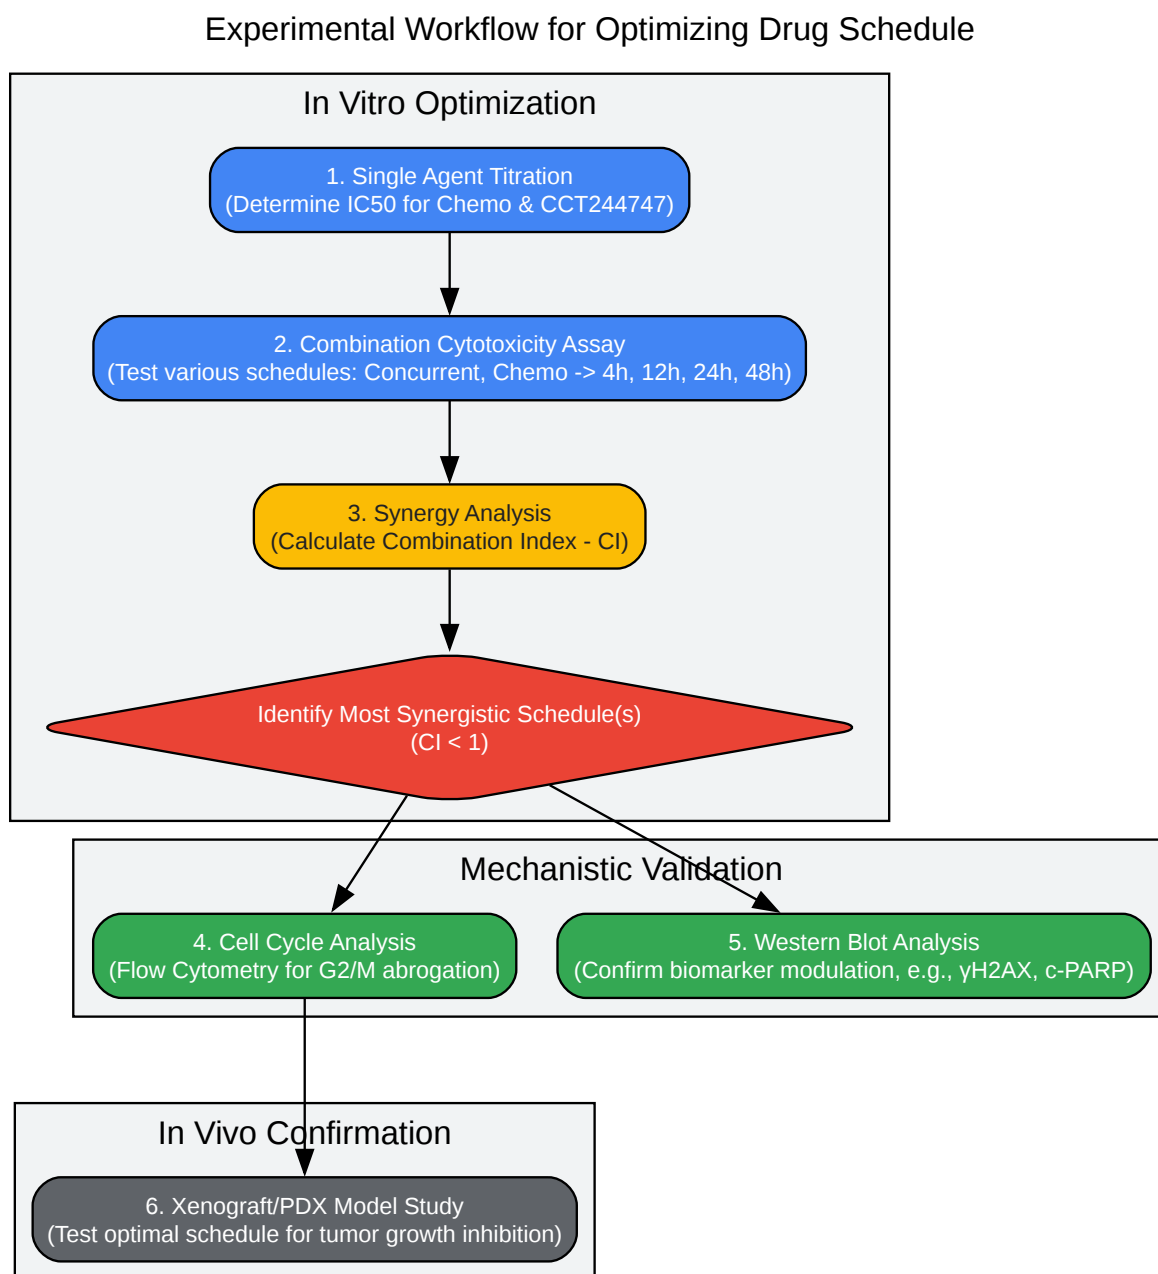 Experimental Workflow for Optimizing Drug Schedule
In Vitro Optimization
1. Single Agent Titration
(Determine IC50 for Chemo & CCT244747)
2. Combination Cytotoxicity Assay
(Test various schedules: Concurrent, Chemo -> 4h, 12h, 24h, 48h)
3. Synergy Analysis
(Calculate Combination Index - CI)
Identify Most Synergistic Schedule(s)
(CI < 1)
Mechanistic Validation
4. Cell Cycle Analysis
(Flow Cytometry for G2/M abrogation)
5. Western Blot Analysis
(Confirm biomarker modulation, e.g., γH2AX, c-PARP)
In Vivo Confirmation
6. Xenograft/PDX Model Study
(Test optimal schedule for tumor growth inhibition)